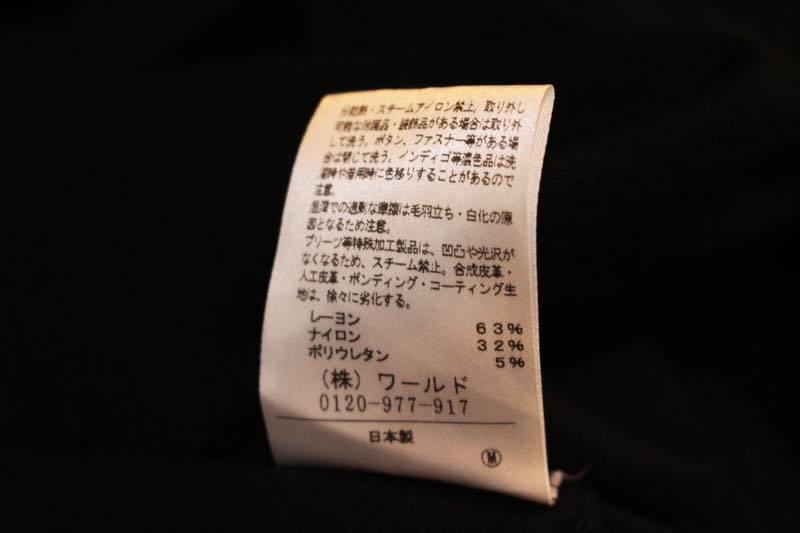 ・スチームアイロン禁止。取り外し
可能な附属品・装飾品がある場合は取り外
して洗う。ボタン、ファスナー等がある場
合は閉じて洗う。インディゴ等濃色品は洗
濯時や着用時に色移りすることがあるので
注意。
湿潤での過剰な摩擦は毛羽立ち・白化の原
因となるため注意。
プリーツ等特殊加工製品は、凹凸や光沢が
なくなるため、スチーム禁止。合成皮革・
人工皮革・ボンディング・コーティング生
地は、徐々に劣化する。
レーヨン 63%
ナイロン 32%
ポリウレタン 5%
(株)ワールド
0120-977-917
日本製
M